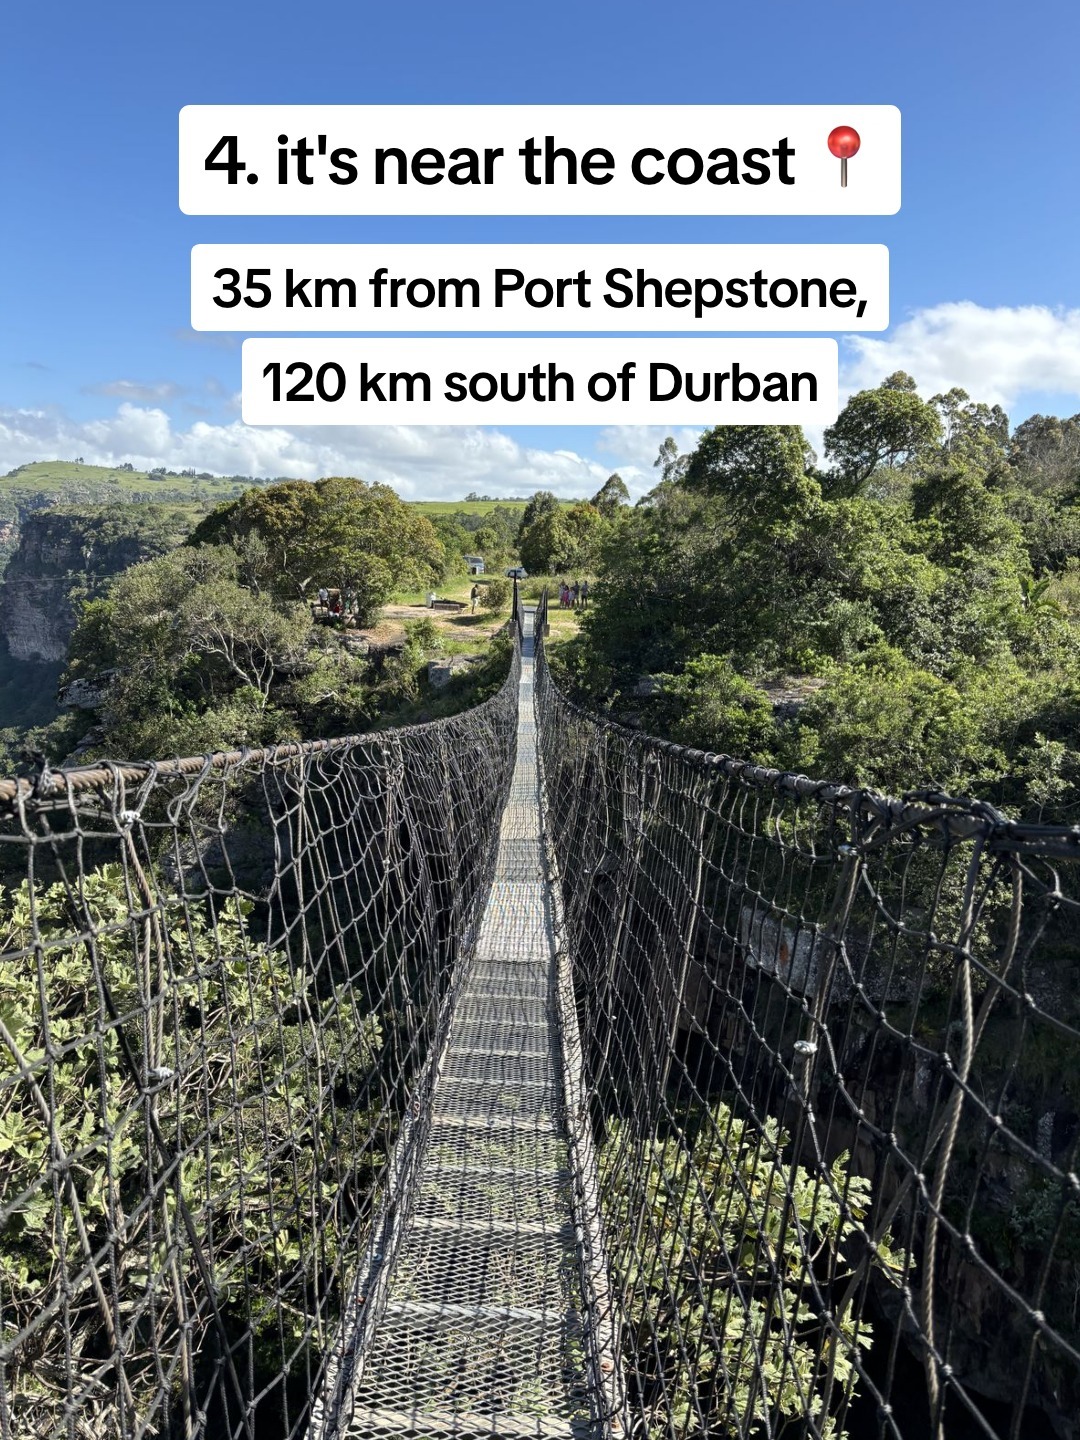 4. it's near the coast 📍
35 km from Port Shepstone,
120 km south of Durban